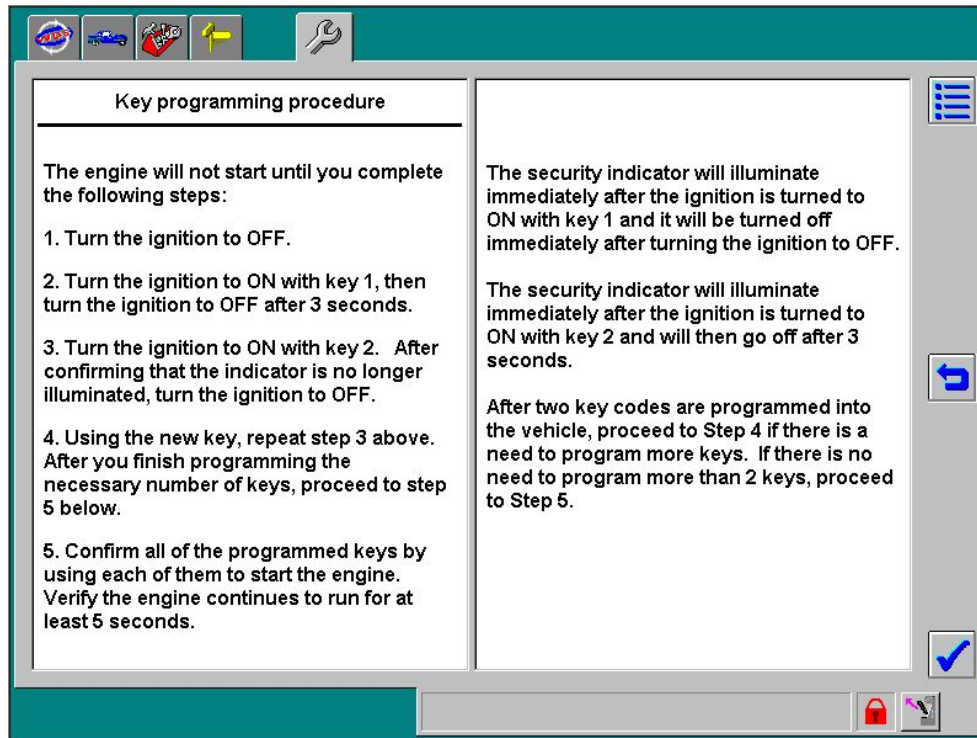 Key programming procedure
The engine will not start until you complete
the following steps:
1. Turn the ignition to OFF.
2. Turn the ignition to ON with key 1, then
turn the ignition to OFF after 3 seconds.
3. Turn the ignition to ON with key 2.   After
confirming that the indicator is no longer
illuminated, turn the ignition to OFF.
4. Using the new key, repeat step 3 above.
After you finish programming the
necessary number of keys, proceed to step
5 below.
5. Confirm all of the programmed keys by
using each of them to start the engine.
Verify the engine continues to run for at
least 5 seconds.
The security indicator will illuminate
immediately after the ignition is turned to
ON with key 1 and it will be turned off
immediately after turning the ignition to OFF.
The security indicator will illuminate
immediately after the ignition is turned to
ON with key 2 and will then go off after 3
seconds.
After two key codes are programmed into
the vehicle, proceed to Step 4 if there is a
need to program more keys.  If there is no
need to program more than 2 keys, proceed
to Step 5.